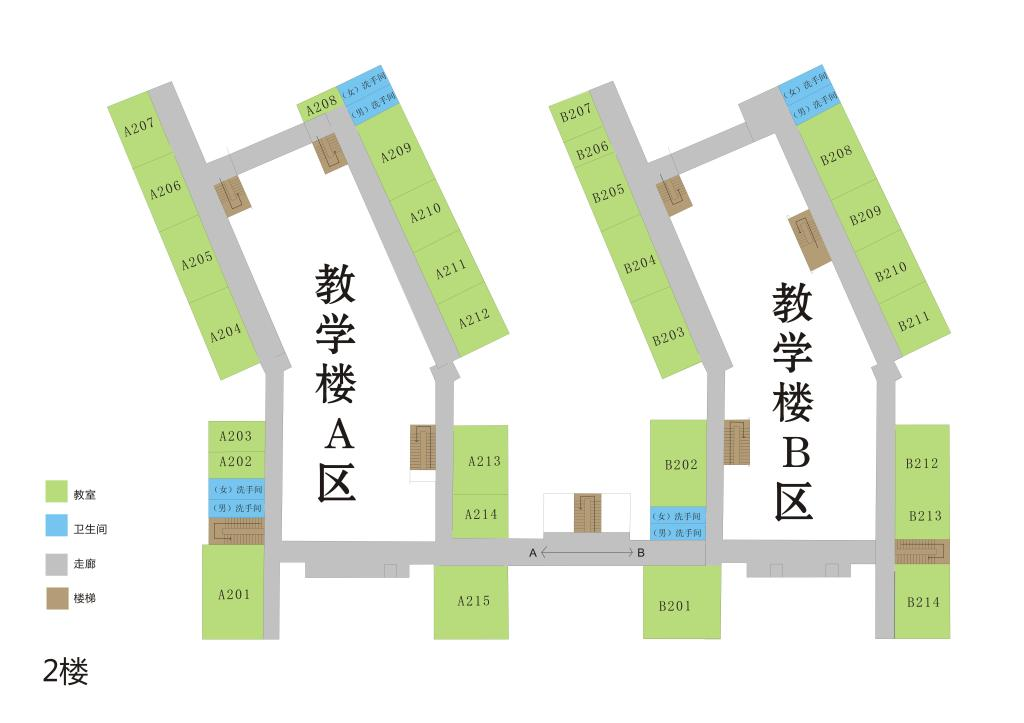 A207
A206
A205
A204
A203
A202
（女）洗手间
（男）洗手间
A201
A208
（女）洗手间
（男）洗手间
A209
A210
A211
A212
A213
A214
A215
教学楼A区
A
B
B207
B206
B205
B204
B203
B202
（女）洗手间
（男）洗手间
B201
（女）洗手间
（男）洗手间
B208
B209
B210
B211
B212
B213
B214
教学楼B区
教室
卫生间
走廊
楼梯
2楼